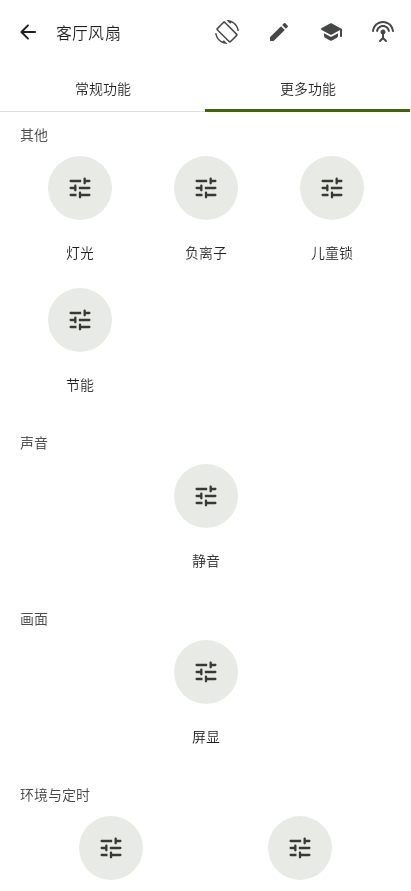 客厅风扇
常规功能 更多功能
其他
灯光 负离子 儿童锁
节能
声音
静音
画面
屏显
环境与定时